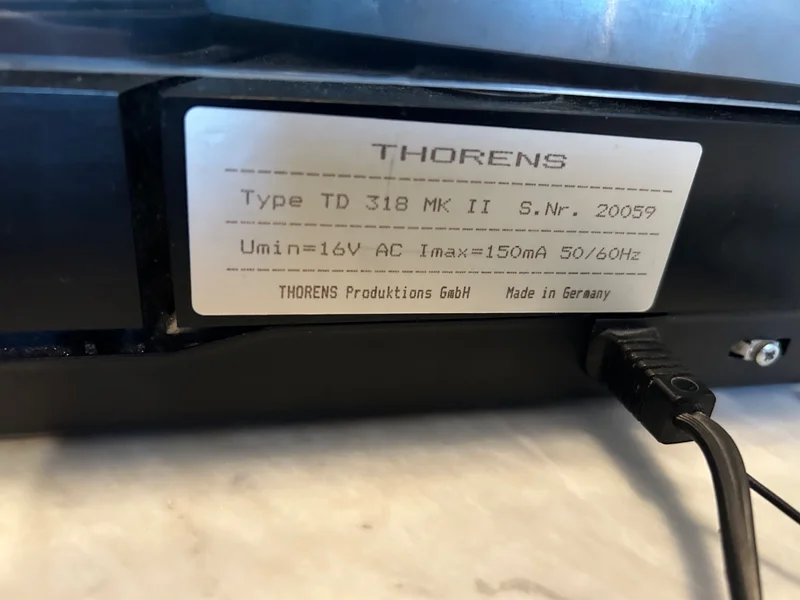 THORENS
Type TD 318 MK II S.Nr. 20059
Umin=16V AC Imax=150mA 50/60Hz
THORENS Produktions GmbH Made in Germany